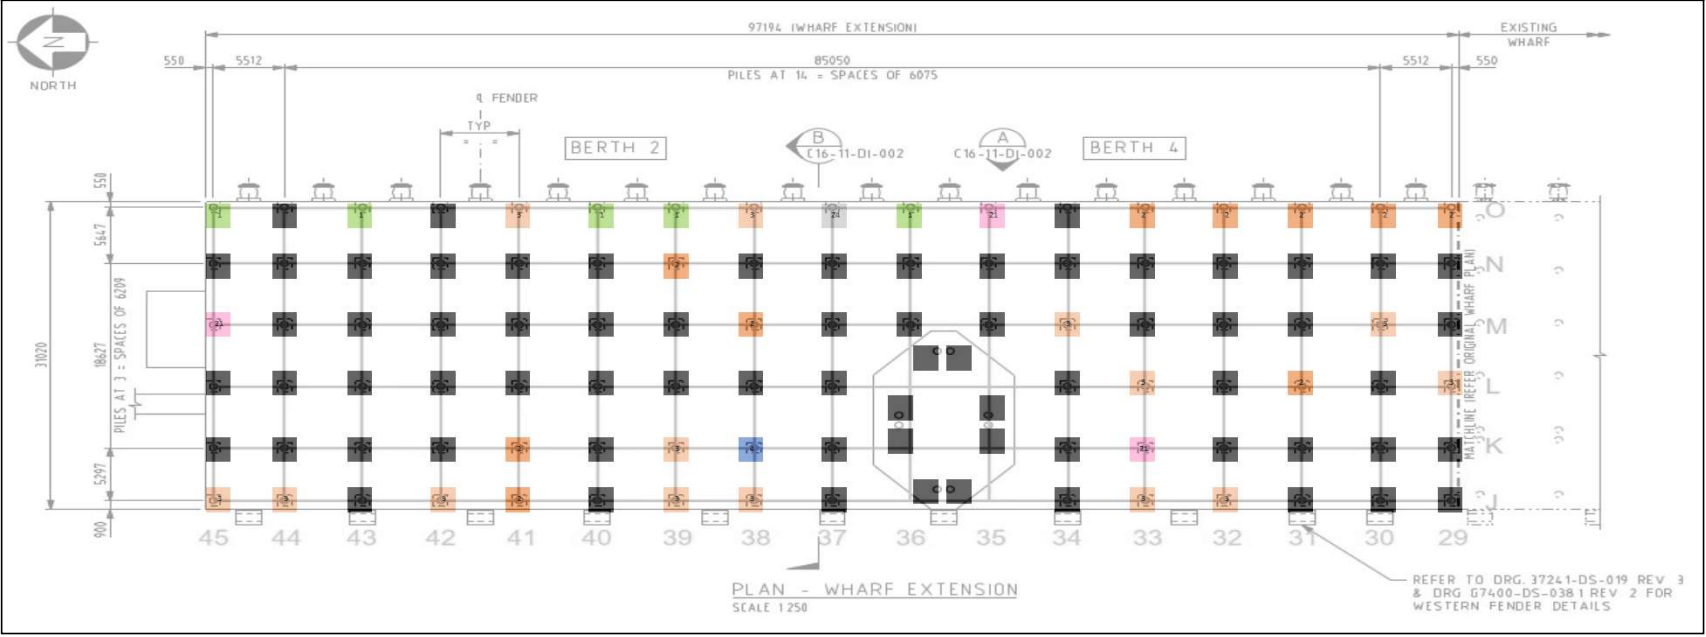 97194 (WHARF EXTENSION)
EXISTING
WHARF
550
5512
85050
5512
550
PILES AT 14 = SPACES OF 6075
N
NORTH
℄ FENDER
TYP
= =
BERTH 2
B
C16-11-DI-002
A
C16-11-DI-002
BERTH 4
550
5647
31020
18627
PILES AT 3 = SPACES OF 6209
5297
900
O
N
M
L
K
J
MATCHLINE (REFER ORIGINAL WHARF PLAN)
45 44 43 42 41 40 39 38 37 36 35 34 33 32 31 30 29
PLAN - WHARF EXTENSION
SCALE 1:250
REFER TO DRG. 37241-DS-019 REV 3
& DRG G7400-DS-0381 REV 2 FOR
WESTERN FENDER DETAILS